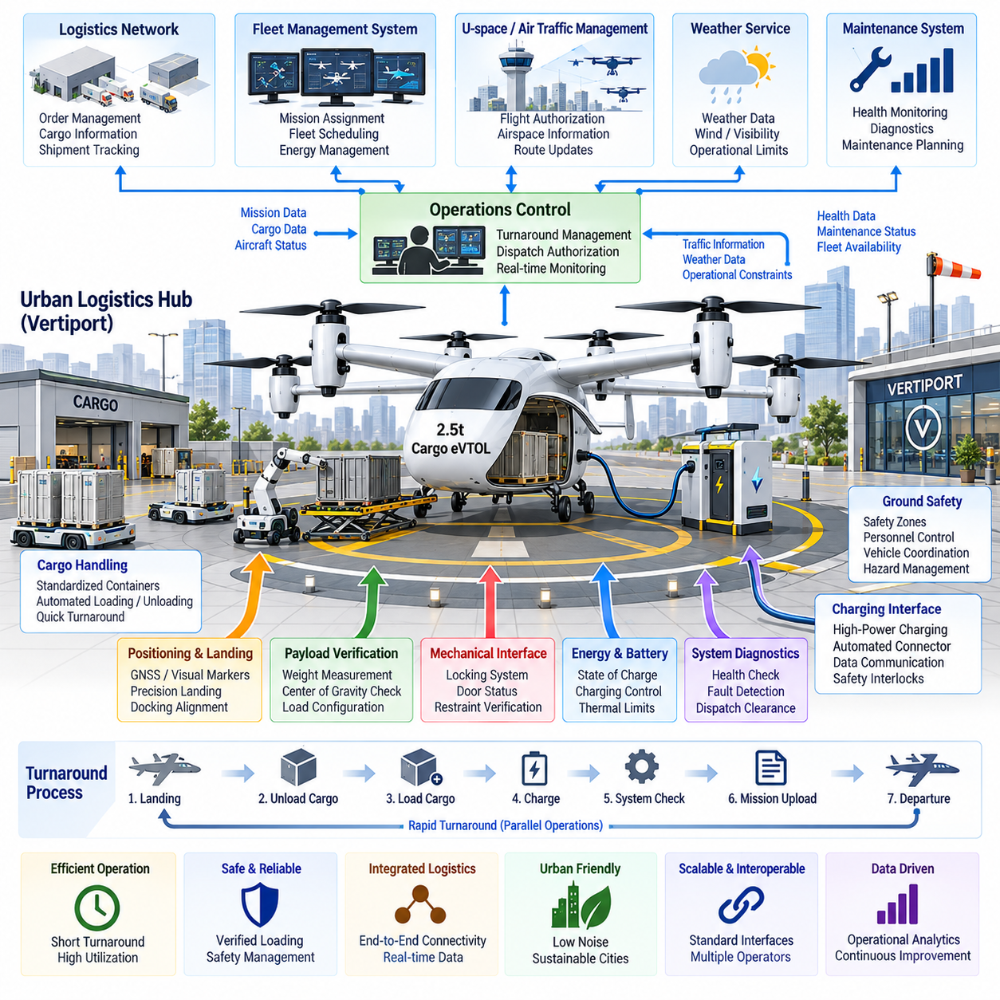 Logistics Network
Order Management
Cargo Information
Shipment Tracking
Fleet Management System
Mission Assignment
Fleet Scheduling
Energy Management
U-space / Air Traffic Management
Flight Authorization
Airspace Information
Route Updates
Weather Service
Weather Data
Wind / Visibility
Operational Limits
Maintenance System
Health Monitoring
Diagnostics
Maintenance Planning
Mission Data
Cargo Data
Aircraft Status
Operations Control
Turnaround Management
Dispatch Authorization
Real-time Monitoring
Traffic Information
Weather Data
Operational Constraints
Health Data
Maintenance Status
Fleet Availability
Urban Logistics Hub
(Vertiport)
CARGO
2.5t
Cargo eVTOL
VERTIPORT
V
Ground Safety
Safety Zones
Personnel Control
Vehicle Coordination
Hazard Management
Cargo Handling
Standardized Containers
Automated Loading / Unloading
Quick Turnaround
Charging Interface
High-Power Charging
Automated Connector
Data Communication
Safety Interlocks
Positioning & Landing
GNSS / Visual Markers
Precision Landing
Docking Alignment
Payload Verification
Weight Measurement
Center of Gravity Check
Load Configuration
Mechanical Interface
Locking System
Door Status
Restraint Verification
Energy & Battery
State of Charge
Charging Control
Thermal Limits
System Diagnostics
Health Check
Fault Detection
Dispatch Clearance
Turnaround
Process
1. Landing
2. Unload Cargo
3. Load Cargo
4. Charge
5. System Check
6. Mission Upload
7. Departure
Rapid Turnaround (Parallel Operations)
Efficient Operation
Short Turnaround
High Utilization
Safe & Reliable
Verified Loading
Safety Management
Integrated Logistics
End-to-End Connectivity
Real-time Data
Urban Friendly
Low Noise
Sustainable Cities
Scalable & Interoperable
Standard Interfaces
Multiple Operators
Data Driven
Operational Analytics
Continuous Improvement